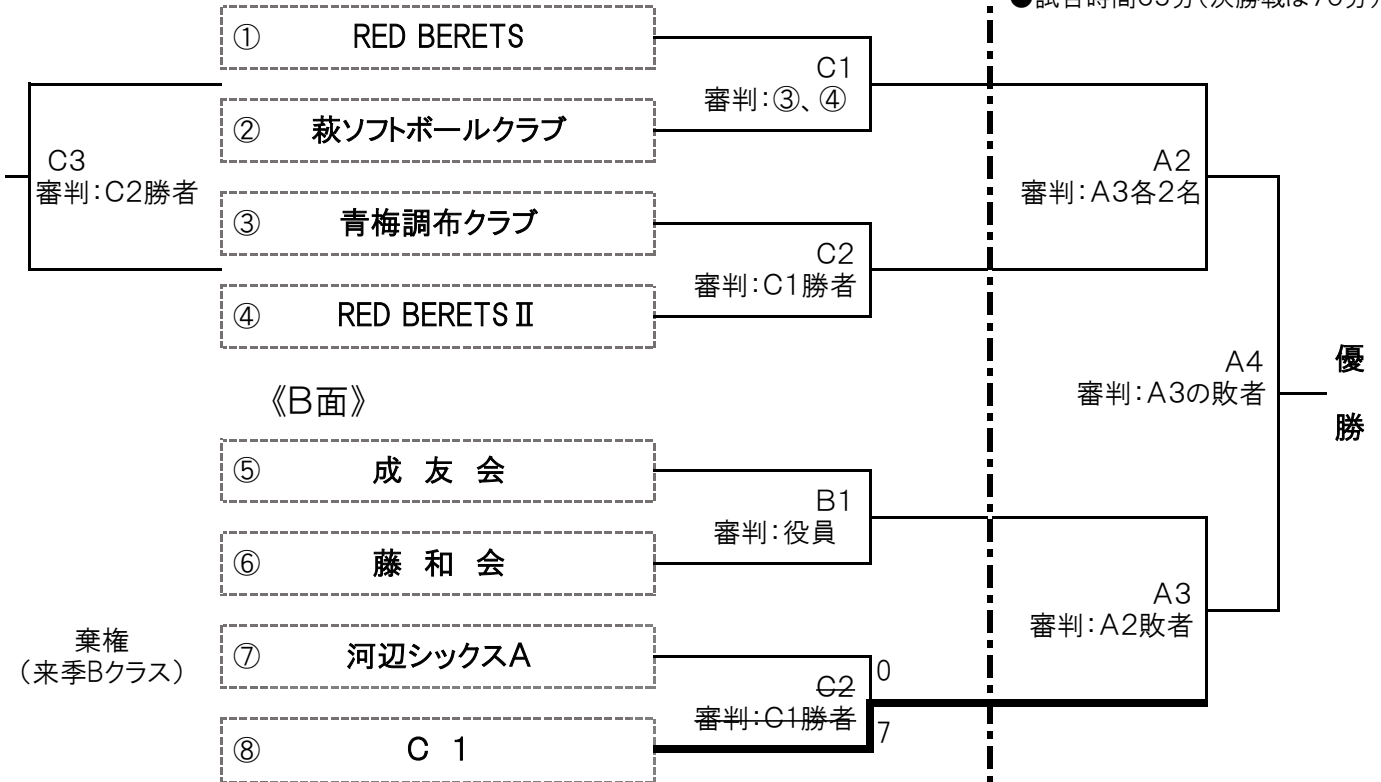 ●試合時間65分(決勝戦は70分)
① RED BERETS
C1
審判:③、④
② 萩ソフトボールクラブ
C3
審判:C2勝者
A2
審判:A3各2名
③ 青梅調布クラブ
C2
審判:C1勝者
④ RED BERETSⅡ
A4
審判:A3の敗者
優
勝
《B面》
⑤ 成 友 会
B1
審判:役員
⑥ 藤 和 会
A3
審判:A2敗者
棄権
(来季Bクラス)
⑦ 河辺シックスA
0
C2
審判:C1勝者
7
⑧ C 1